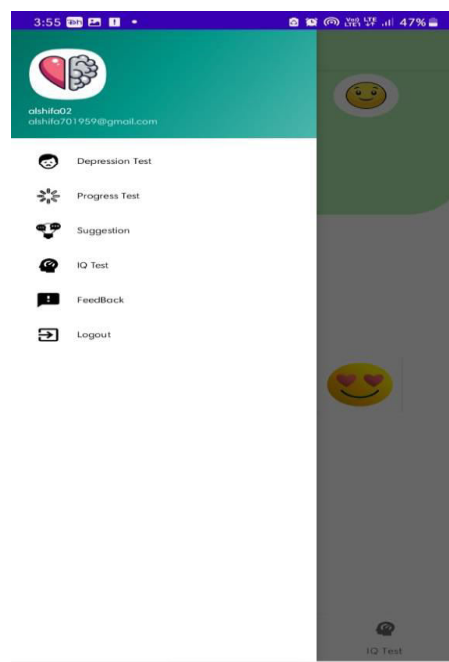 3:55 47%
alshifa02
alshifa701959@gmail.com
Depression Test
Progress Test
Suggestion
IQ Test
FeedBack
Logout
IQ Test